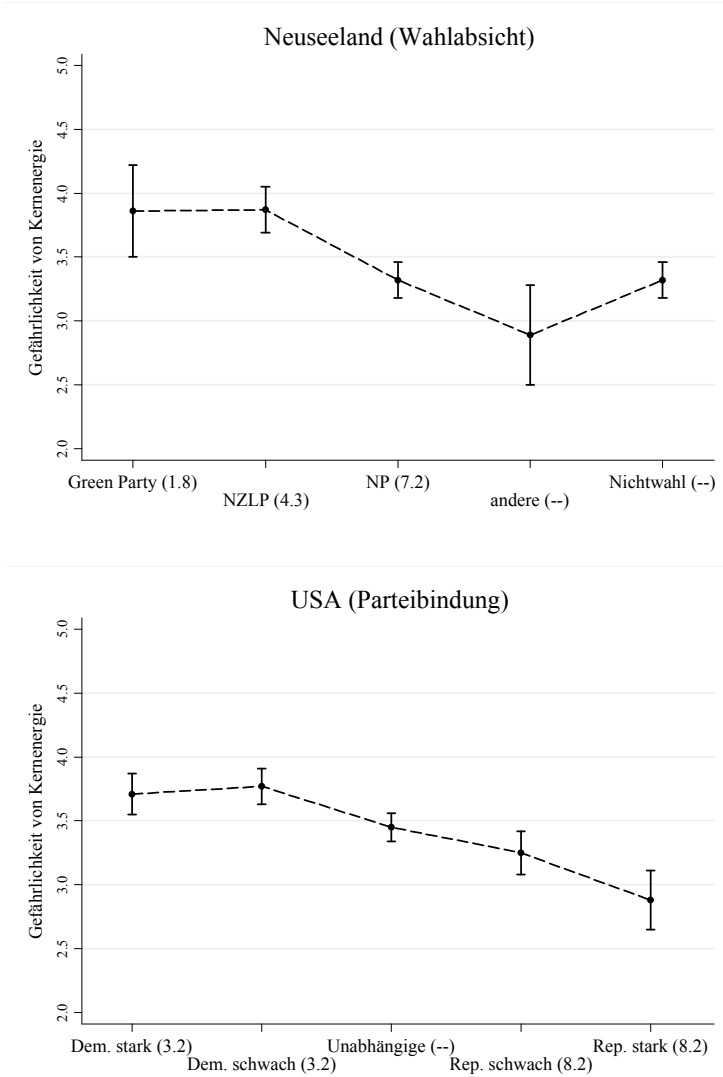 Neuseeland (Wahlabsicht)
Gefährlichkeit von Kernenergie
5.0
4.5
4.0
3.5
3.0
2.5
2.0
Green Party (1.8)
NZLP (4.3)
NP (7.2)
andere (--)
Nichtwahl (--)
USA (Parteibindung)
Gefährlichkeit von Kernenergie
5.0
4.5
4.0
3.5
3.0
2.5
2.0
Dem. stark (3.2)
Dem. schwach (3.2)
Unabhängige (--)
Rep. schwach (8.2)
Rep. stark (8.2)